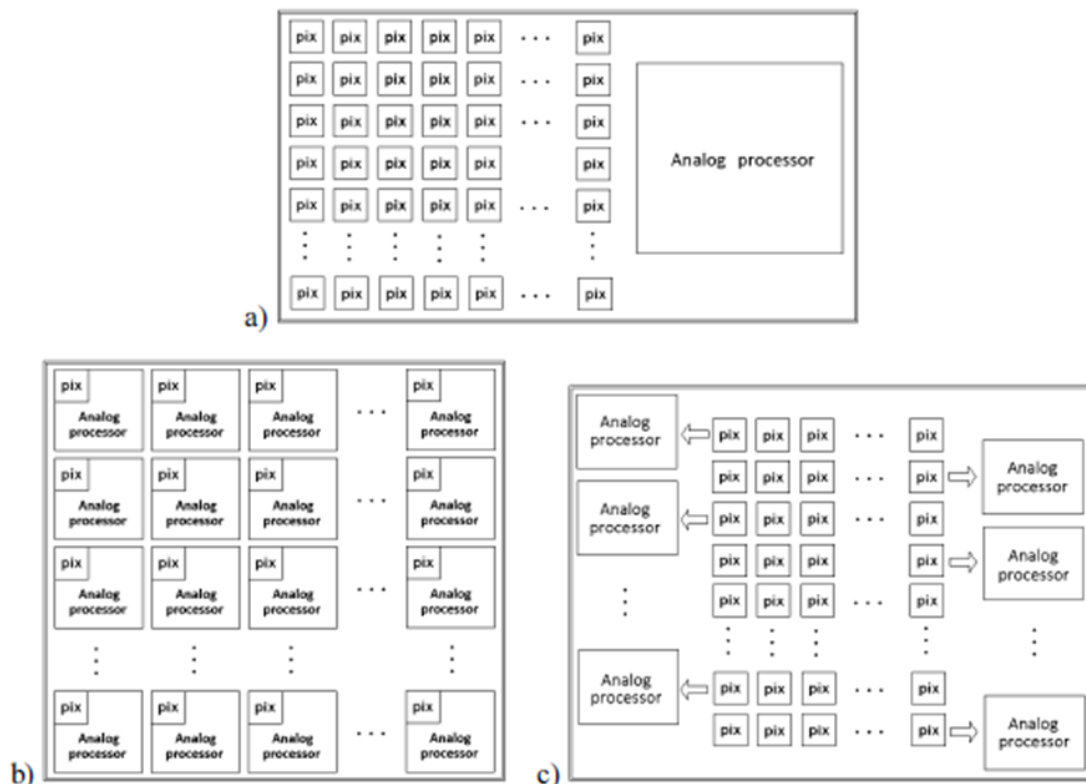 pix pix pix pix pix ... pix
pix pix pix pix pix ... pix
pix pix pix pix pix ... pix
pix pix pix pix pix pix
Analog processor
pix pix pix pix pix ... pix
pix pix pix pix pix ... pix
a)
pix pix pix pix
Analog Analog Analog ... Analog
processor processor processor processor
pix pix pix pix
Analog Analog Analog ... Analog
processor processor processor processor
pix pix pix pix
Analog Analog Analog ... Analog
processor processor processor processor
pix pix pix pix
Analog Analog Analog ... Analog
processor processor processor processor
b)
Analog
processor
pix pix pix ... pix
pix pix pix ... pix
Analog
processor
Analog
processor
pix pix pix ... pix
pix pix pix pix
Analog
processor
pix pix pix ... pix
Analog
processor
pix pix pix ... pix
pix pix pix ... pix
Analog
processor
c)